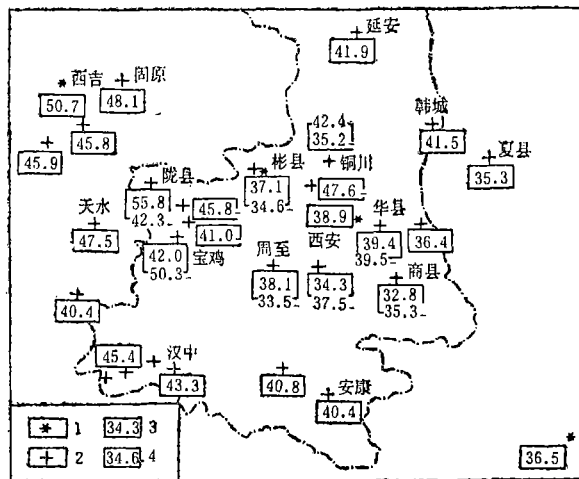 延安
41.9
西吉
固原
50.7
48.1
45.8
45.9
韩城
41.5
夏县
35.3
42.4
35.2
铜川
47.6
彬县
37.1
34.6
陇县
55.8
42.3
45.8
41.0
天水
47.5
42.0
50.3
宝鸡
38.9
西安
华县
39.4
39.5
36.4
周至
38.1
33.5
34.3
37.5
商县
32.8
35.3
40.4
45.4
汉中
43.3
40.8
安康
40.4
* 1
34.3 3
+ 2
34.6 4
36.5